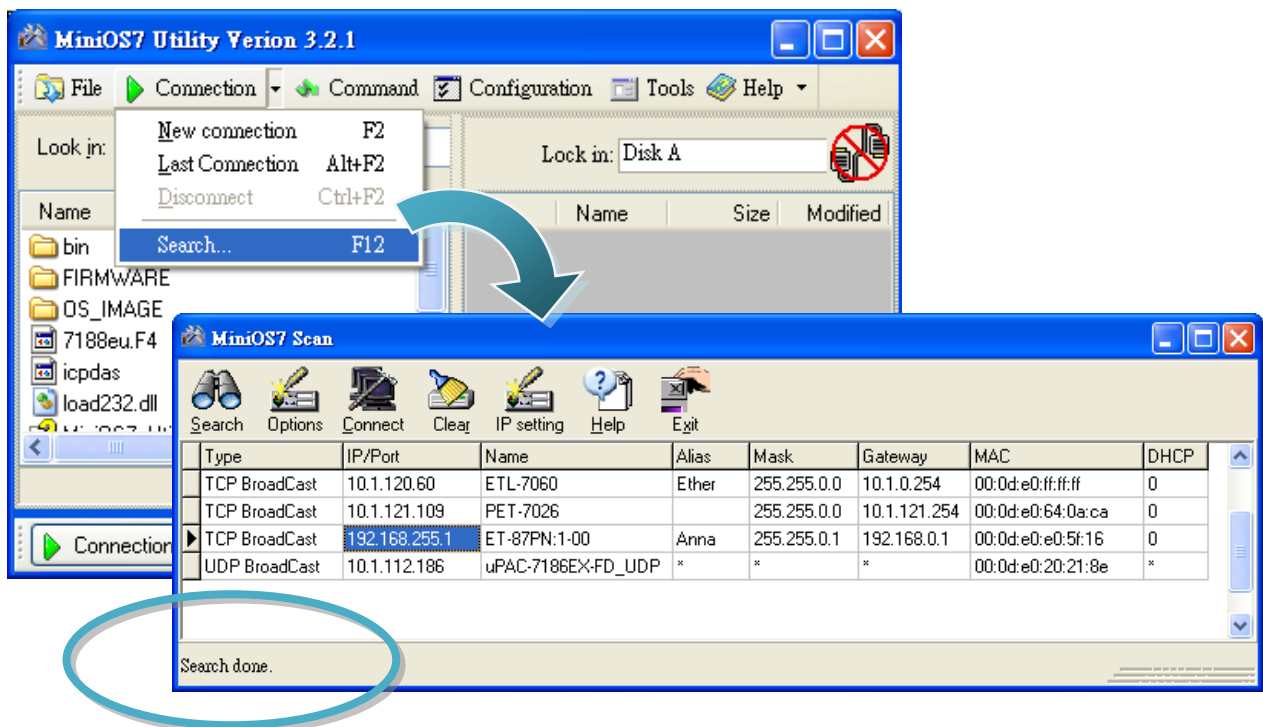 MiniOS7 Utility Verion 3.2.1
File Connection Command Configuration Tools Help
New connection F2
Last Connection Alt+F2
Disconnect Ctrl+F2
Search... F12
Look in:
Lock in: Disk A
Name
Name Size Modified
bin
FIRMWARE
OS_IMAGE
7188eu.F4
icpdas
load232.dll
Connection
MiniOS7 Scan
Search Options Connect Clear IP setting Help Exit
Type IP/Port Name Alias Mask Gateway MAC DHCP
TCP BroadCast 10.1.120.60 ETL-7060 Ether 255.255.0.0 10.1.0.254 00:0d:e0:ff:ff:ff 0
TCP BroadCast 10.1.121.109 PET-7026 255.255.0.0 10.1.121.254 00:0d:e0:64:0a:ca 0
TCP BroadCast 192.168.255.1 ET-87PN:1-00 Anna 255.255.0.1 192.168.0.1 00:0d:e0:e0:5f:16 0
UDP BroadCast 10.1.112.186 uPAC-7186EX-FD_UDP * * * 00:0d:e0:20:21:8e *
Search done.